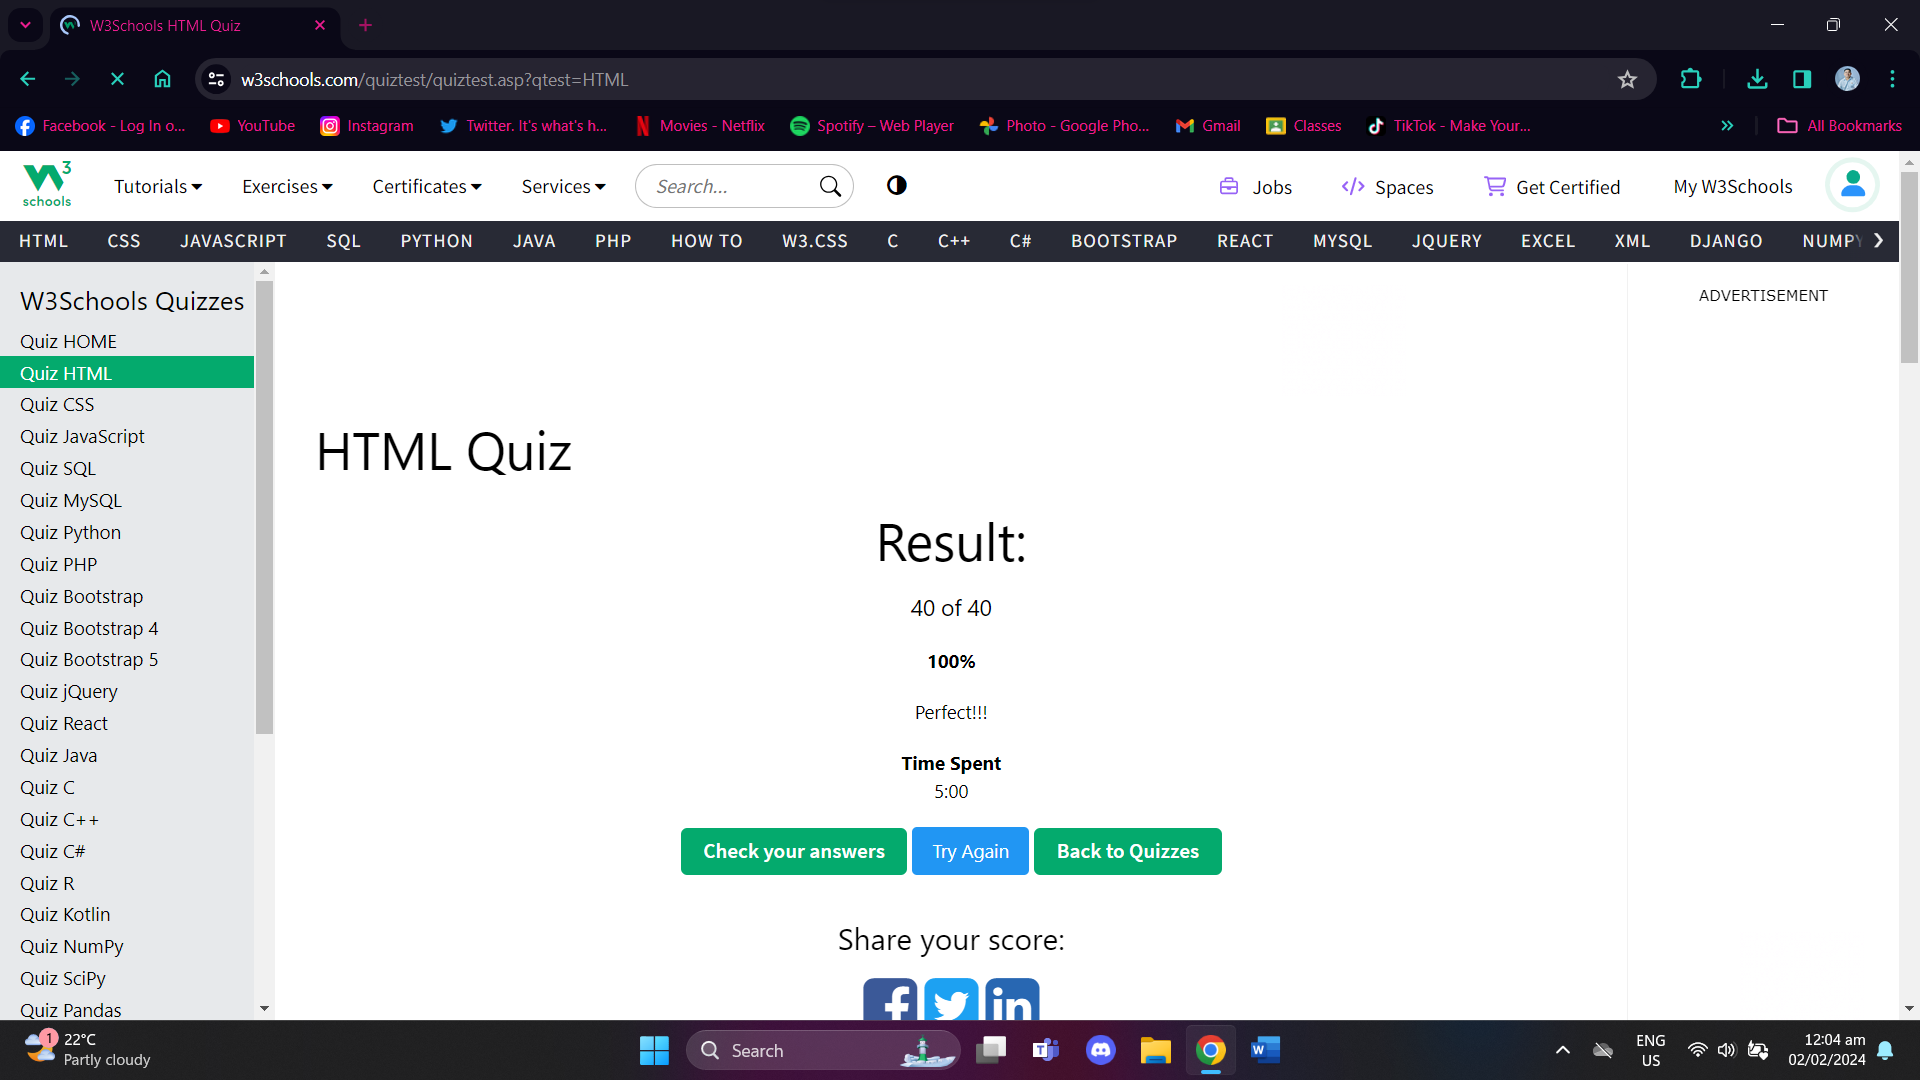 W3Schools HTML Quiz
w3schools.com/quiztest/quiztest.asp?qtest=HTML
Facebook - Log In o... YouTube Instagram Twitter. It's what's h... Movies - Netflix Spotify – Web Player Photo - Google Pho... Gmail Classes TikTok - Make Your... All Bookmarks
W3 schools Tutorials Exercises Certificates Services Search... Jobs Spaces Get Certified My W3Schools
HTML CSS JAVASCRIPT SQL PYTHON JAVA PHP HOW TO W3.CSS C C++ C# BOOTSTRAP REACT MYSQL JQUERY EXCEL XML DJANGO NUMPY
W3Schools Quizzes
Quiz HOME
Quiz HTML
Quiz CSS
Quiz JavaScript
Quiz SQL
Quiz MySQL
Quiz Python
Quiz PHP
Quiz Bootstrap
Quiz Bootstrap 4
Quiz Bootstrap 5
Quiz jQuery
Quiz React
Quiz Java
Quiz C
Quiz C++
Quiz C#
Quiz R
Quiz Kotlin
Quiz NumPy
Quiz SciPy
Quiz Pandas
HTML Quiz
Result:
40 of 40
100%
Perfect!!!
Time Spent
5:00
Check your answers Try Again Back to Quizzes
Share your score:
ADVERTISEMENT
1
22°C
Partly cloudy
Search
ENG
US
12:04 am
02/02/2024